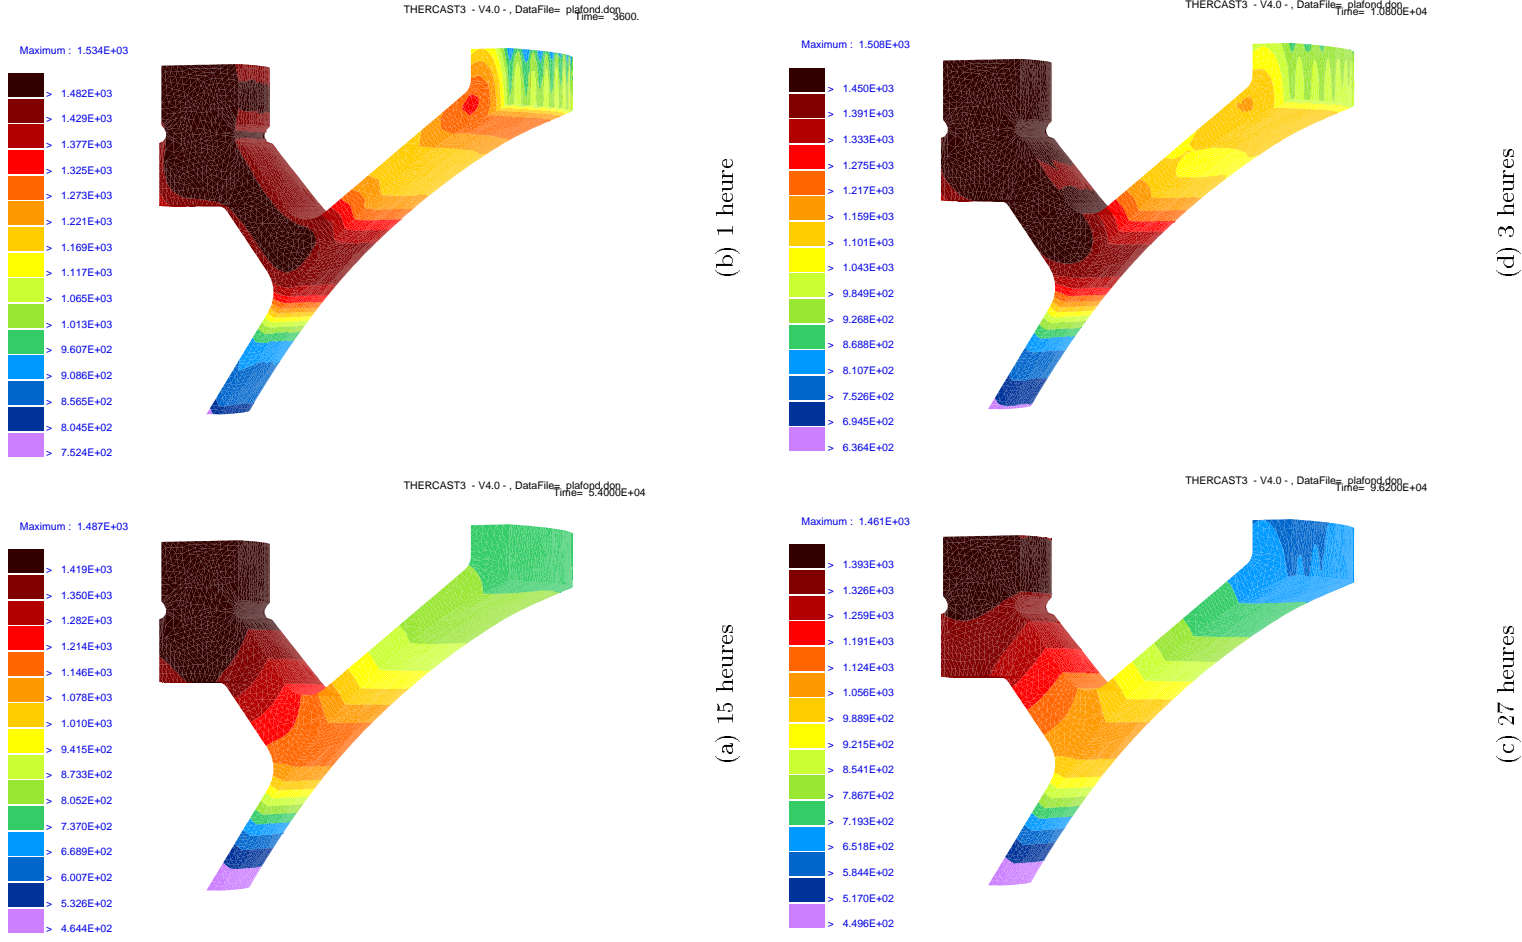 THERCAST3 - V4.0 - , DataFile= plafond.don
Time= 3600.
Maximum : 1.534E+03
> 1.482E+03
> 1.429E+03
> 1.377E+03
> 1.325E+03
> 1.273E+03
> 1.221E+03
> 1.169E+03
> 1.117E+03
> 1.065E+03
> 1.013E+03
> 9.607E+02
> 9.086E+02
> 8.565E+02
> 8.045E+02
> 7.524E+02
(b) 1 heure
THERCAST3 - V4.0 - , DataFile= plafond.don
Time= 1.0800E+04
Maximum : 1.508E+03
> 1.450E+03
> 1.391E+03
> 1.333E+03
> 1.275E+03
> 1.217E+03
> 1.159E+03
> 1.101E+03
> 1.043E+03
> 9.849E+02
> 9.268E+02
> 8.688E+02
> 8.107E+02
> 7.526E+02
> 6.945E+02
> 6.364E+02
(d) 3 heures
THERCAST3 - V4.0 - , DataFile= plafond.don
Time= 5.4000E+04
Maximum : 1.487E+03
> 1.419E+03
> 1.350E+03
> 1.282E+03
> 1.214E+03
> 1.146E+03
> 1.078E+03
> 1.010E+03
> 9.415E+02
> 8.733E+02
> 8.052E+02
> 7.370E+02
> 6.689E+02
> 6.007E+02
> 5.326E+02
> 4.644E+02
(a) 15 heures
THERCAST3 - V4.0 - , DataFile= plafond.don
Time= 9.6200E+04
Maximum : 1.461E+03
> 1.393E+03
> 1.326E+03
> 1.259E+03
> 1.191E+03
> 1.124E+03
> 1.056E+03
> 9.889E+02
> 9.215E+02
> 8.541E+02
> 7.867E+02
> 7.193E+02
> 6.518E+02
> 5.844E+02
> 5.170E+02
> 4.496E+02
(c) 27 heures